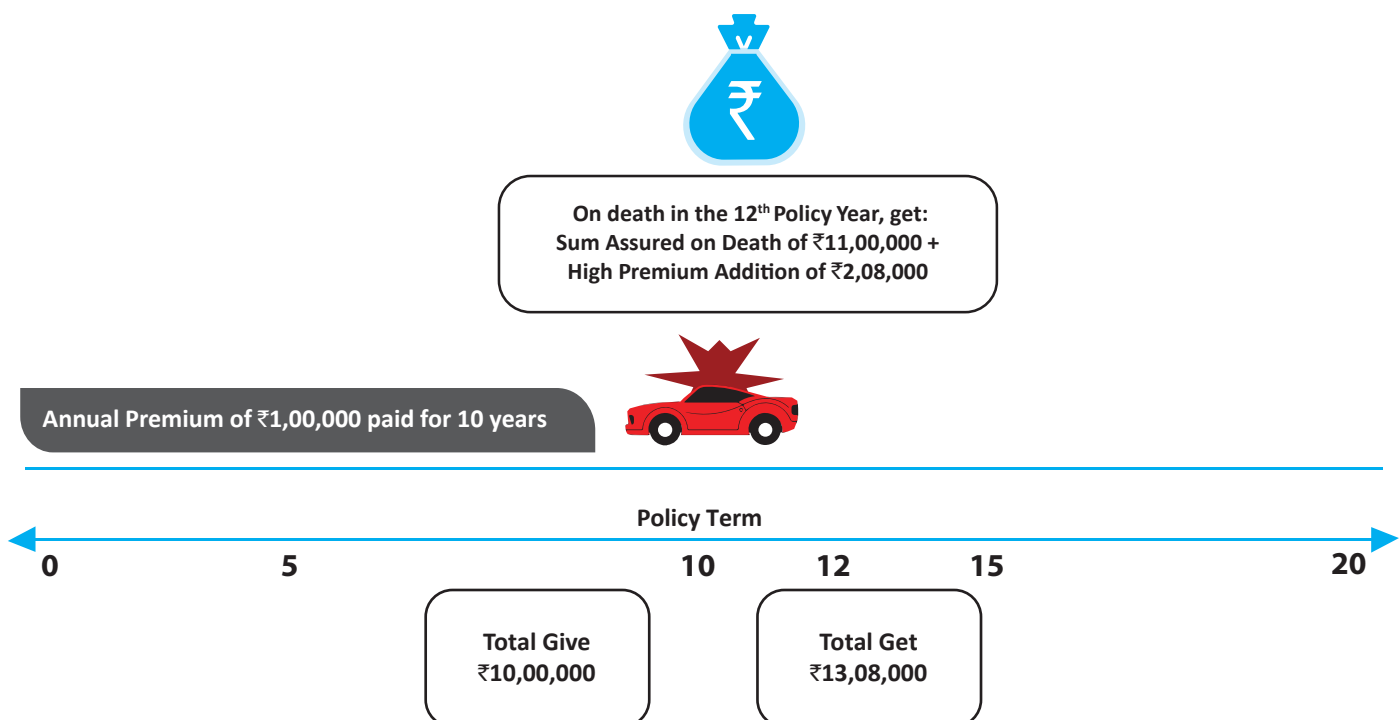 ₹
On death in the 12th Policy Year, get:
Sum Assured on Death of ₹11,00,000 +
High Premium Addition of ₹2,08,000
Annual Premium of ₹1,00,000 paid for 10 years
Policy Term
0 5 10 12 15 20
Total Give
₹10,00,000
Total Get
₹13,08,000